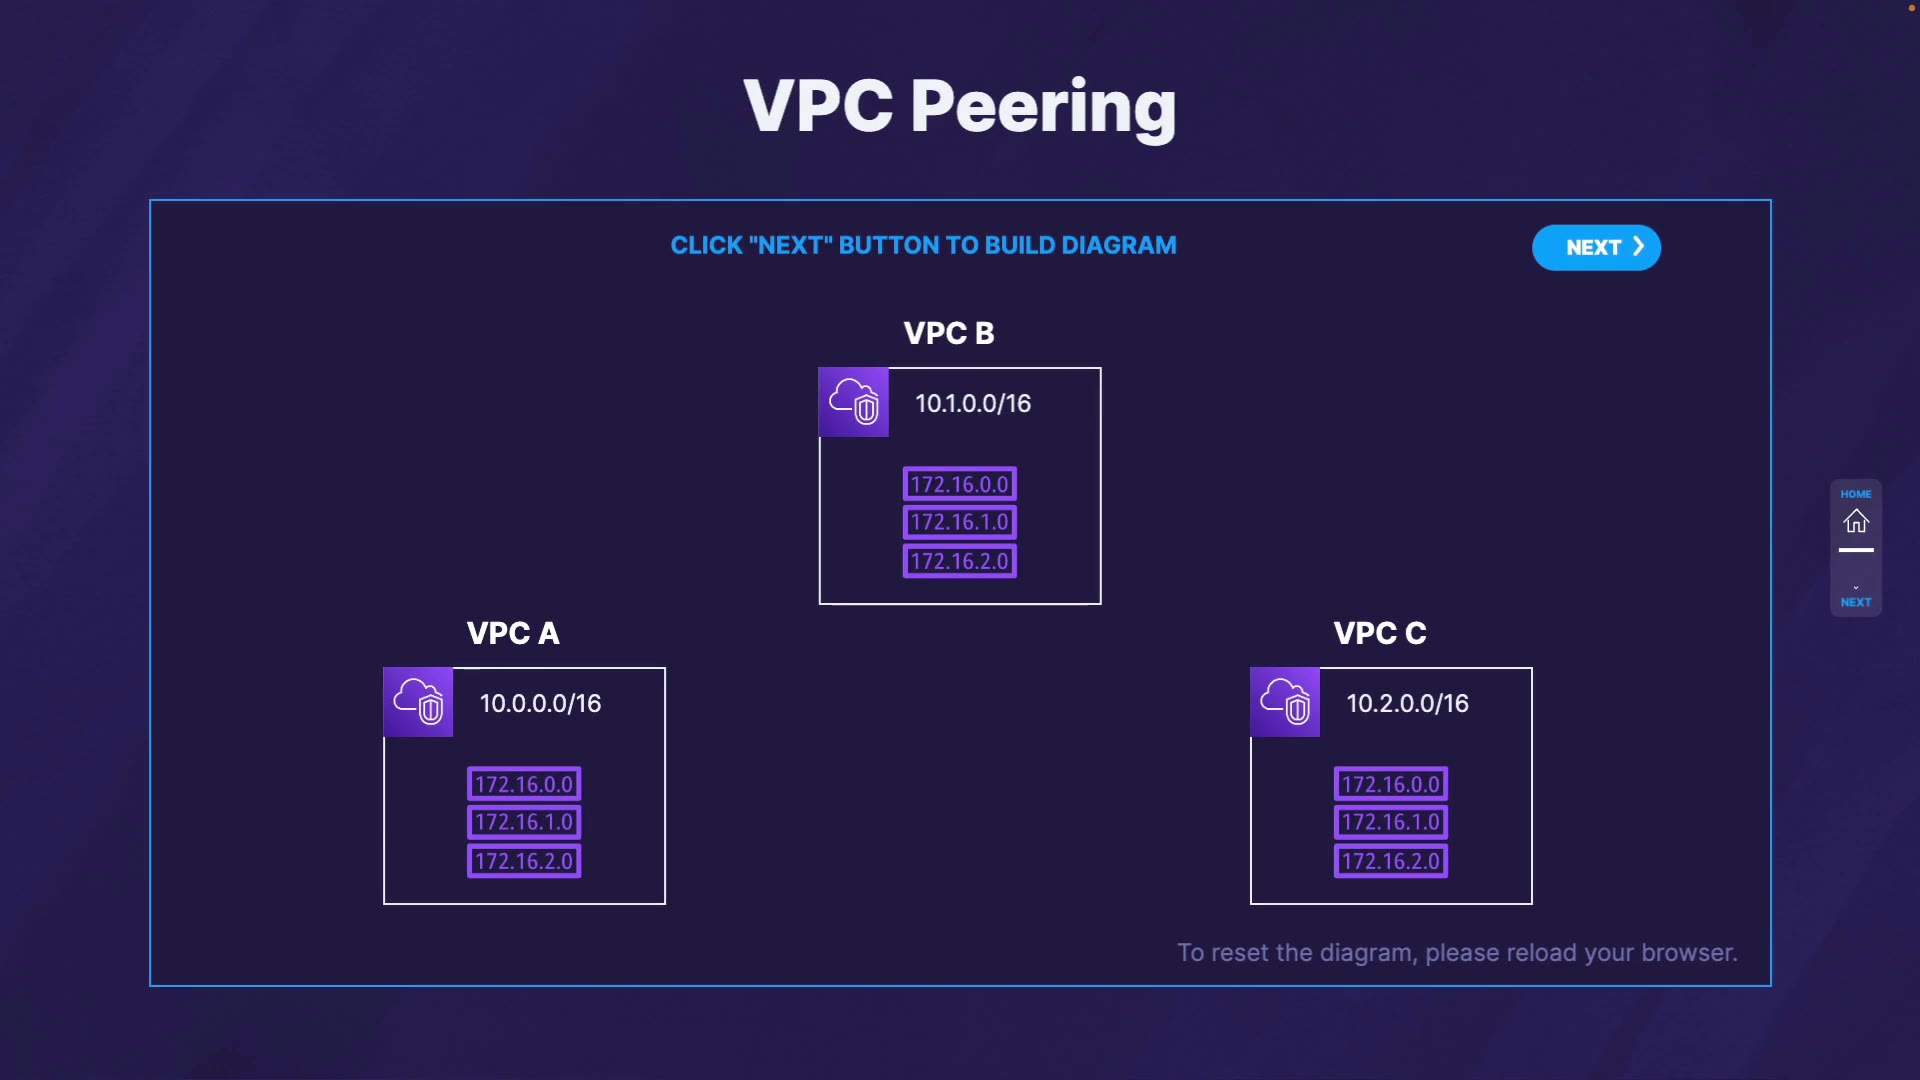 VPC Peering
CLICK "NEXT" BUTTON TO BUILD DIAGRAM
NEXT
VPC B
10.1.0.0/16
172.16.0.0
172.16.1.0
172.16.2.0
VPC A
10.0.0.0/16
172.16.0.0
172.16.1.0
172.16.2.0
VPC C
10.2.0.0/16
172.16.0.0
172.16.1.0
172.16.2.0
To reset the diagram, please reload your browser.
HOME
NEXT